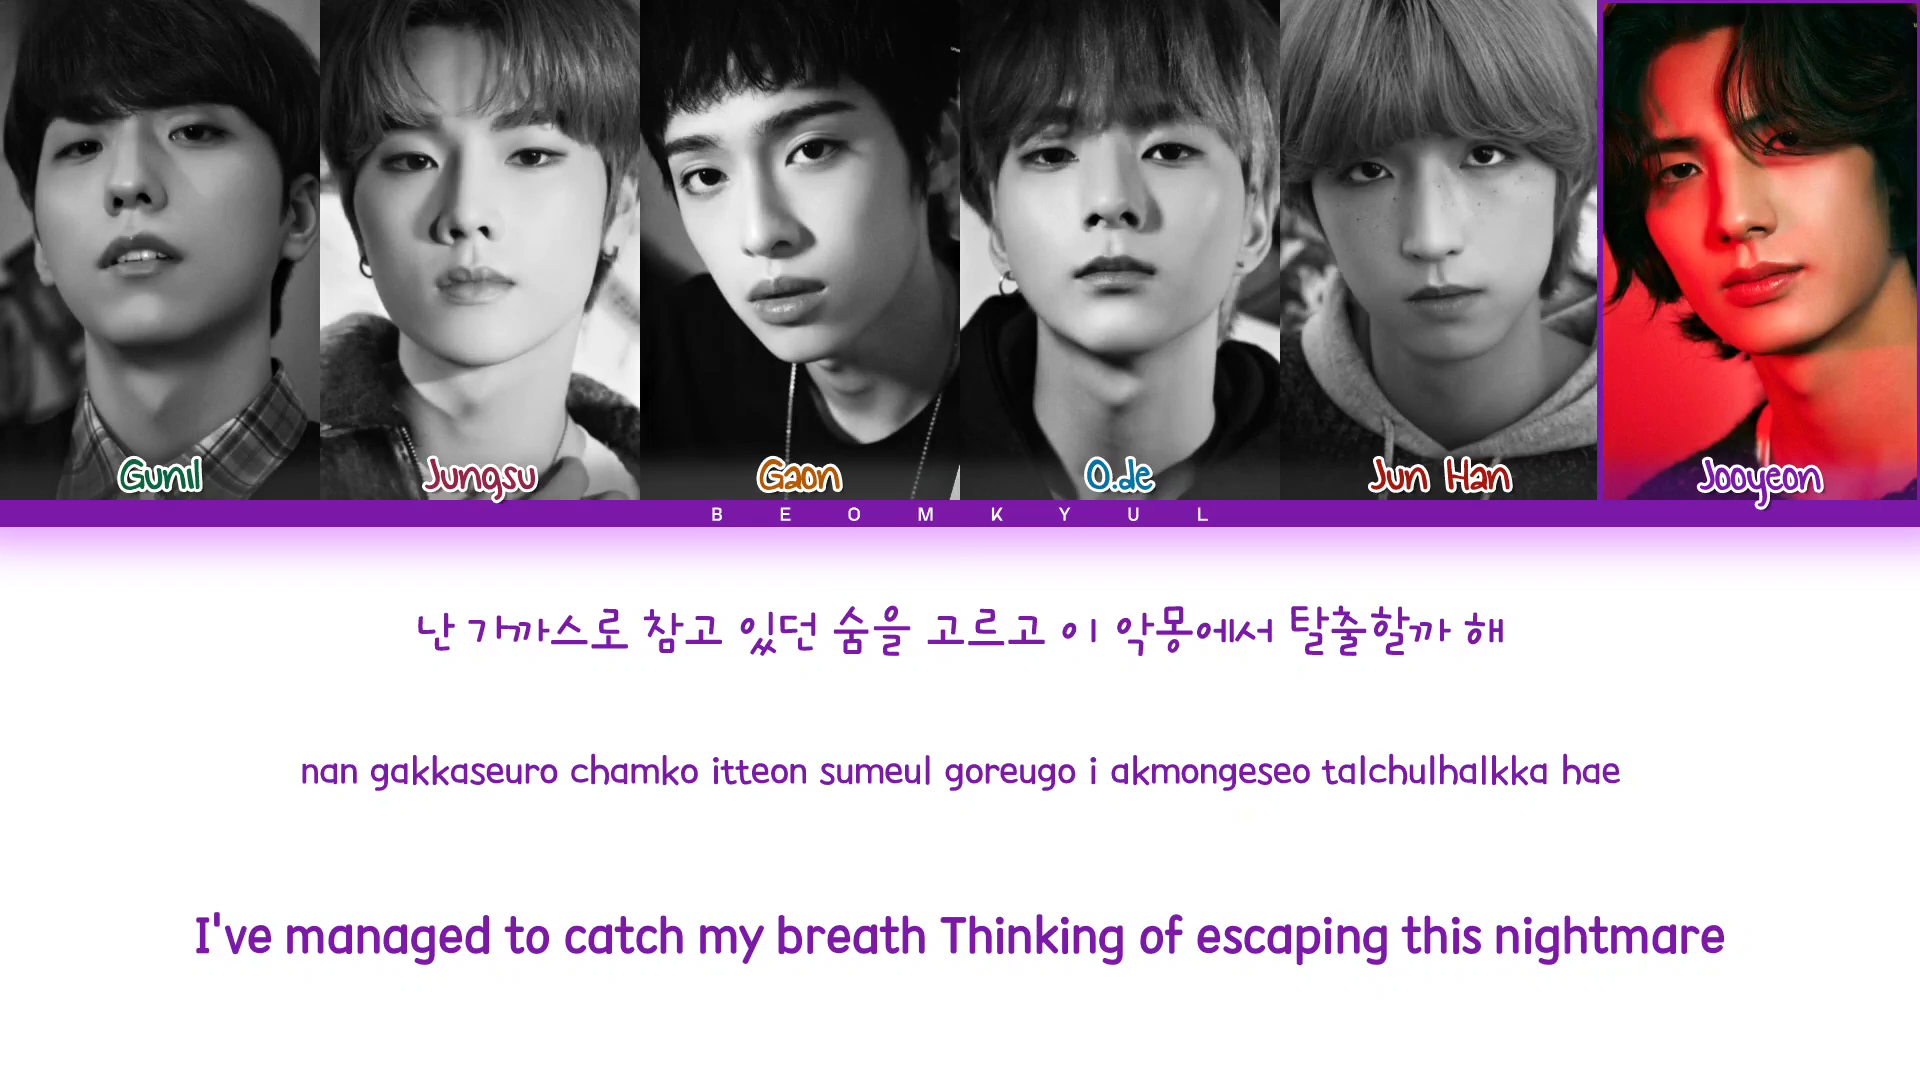 Gunil
Jungsu
Gaon
O.de
Jun Han
Jooyeon
BEOMKYUL
난 가까스로 참고 있던 숨을 고르고 이 악몽에서 탈출할까 해
nan gakkaseuro chamko itteon sumeul goreugo i akmongeseo talchulhalkka hae
I've managed to catch my breath Thinking of escaping this nightmare